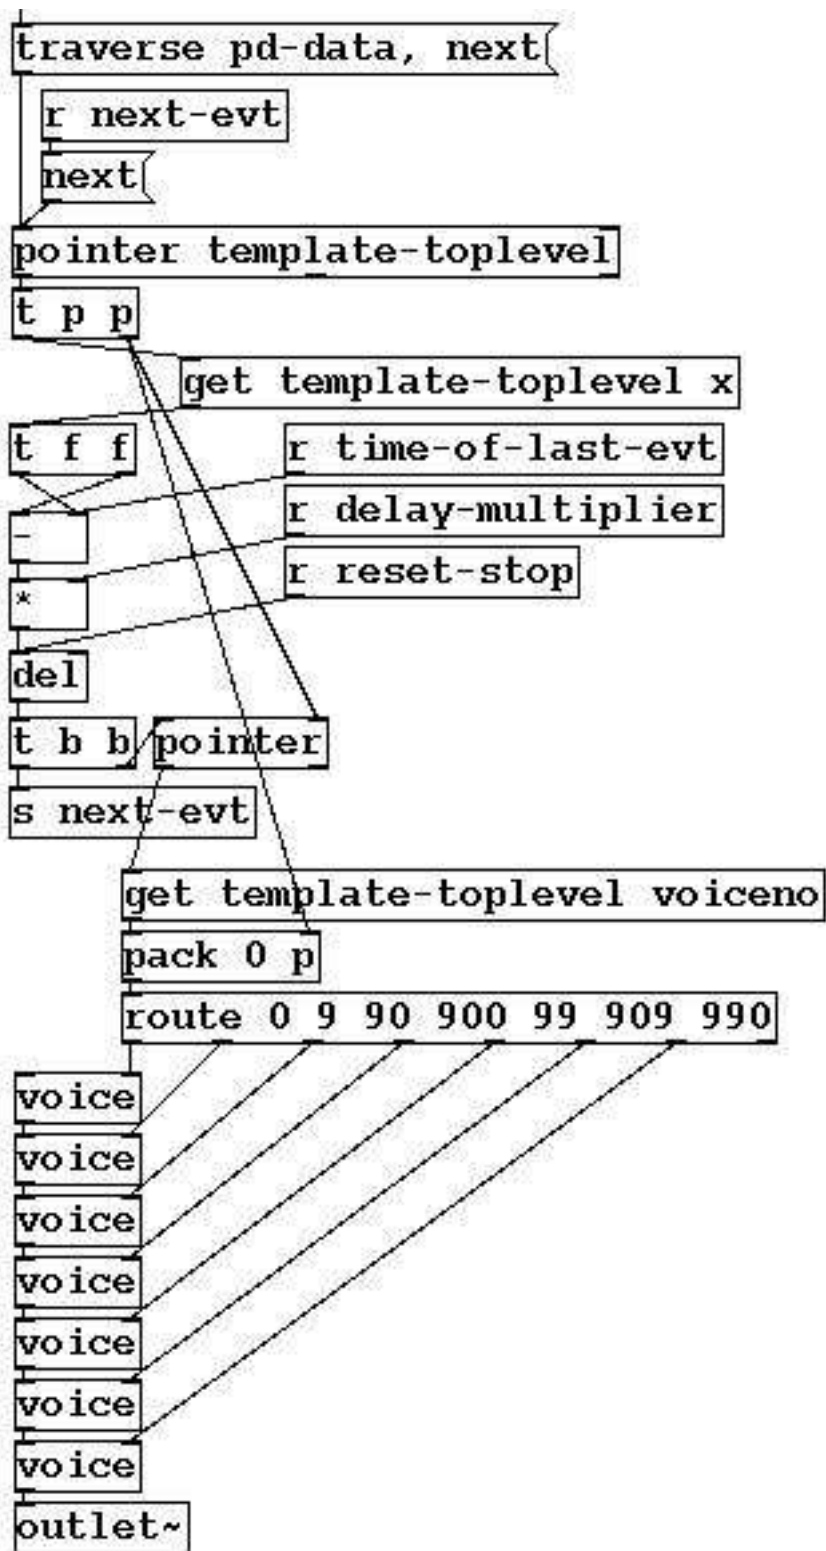 traverse pd-data, next
r next-evt
next
pointer template-toplevel
t p p
get template-toplevel x
t f f
r time-of-last-evt
-
r delay-multiplier
*
r reset-stop
del
t b b
pointer
s next-evt
get template-toplevel voiceno
pack 0 p
route 0 9 90 900 99 909 990
voice
voice
voice
voice
voice
voice
voice
outlet~